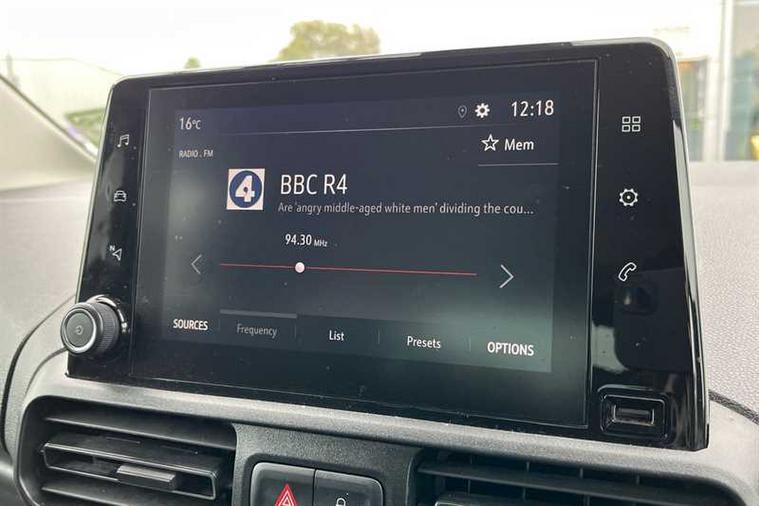 16°C
12:18
RADIO . FM
Mem
4
BBC R4
Are 'angry middle-aged white men' dividing the cou...
94.30 MHz
SOURCES
Frequency
List
Presets
OPTIONS
N